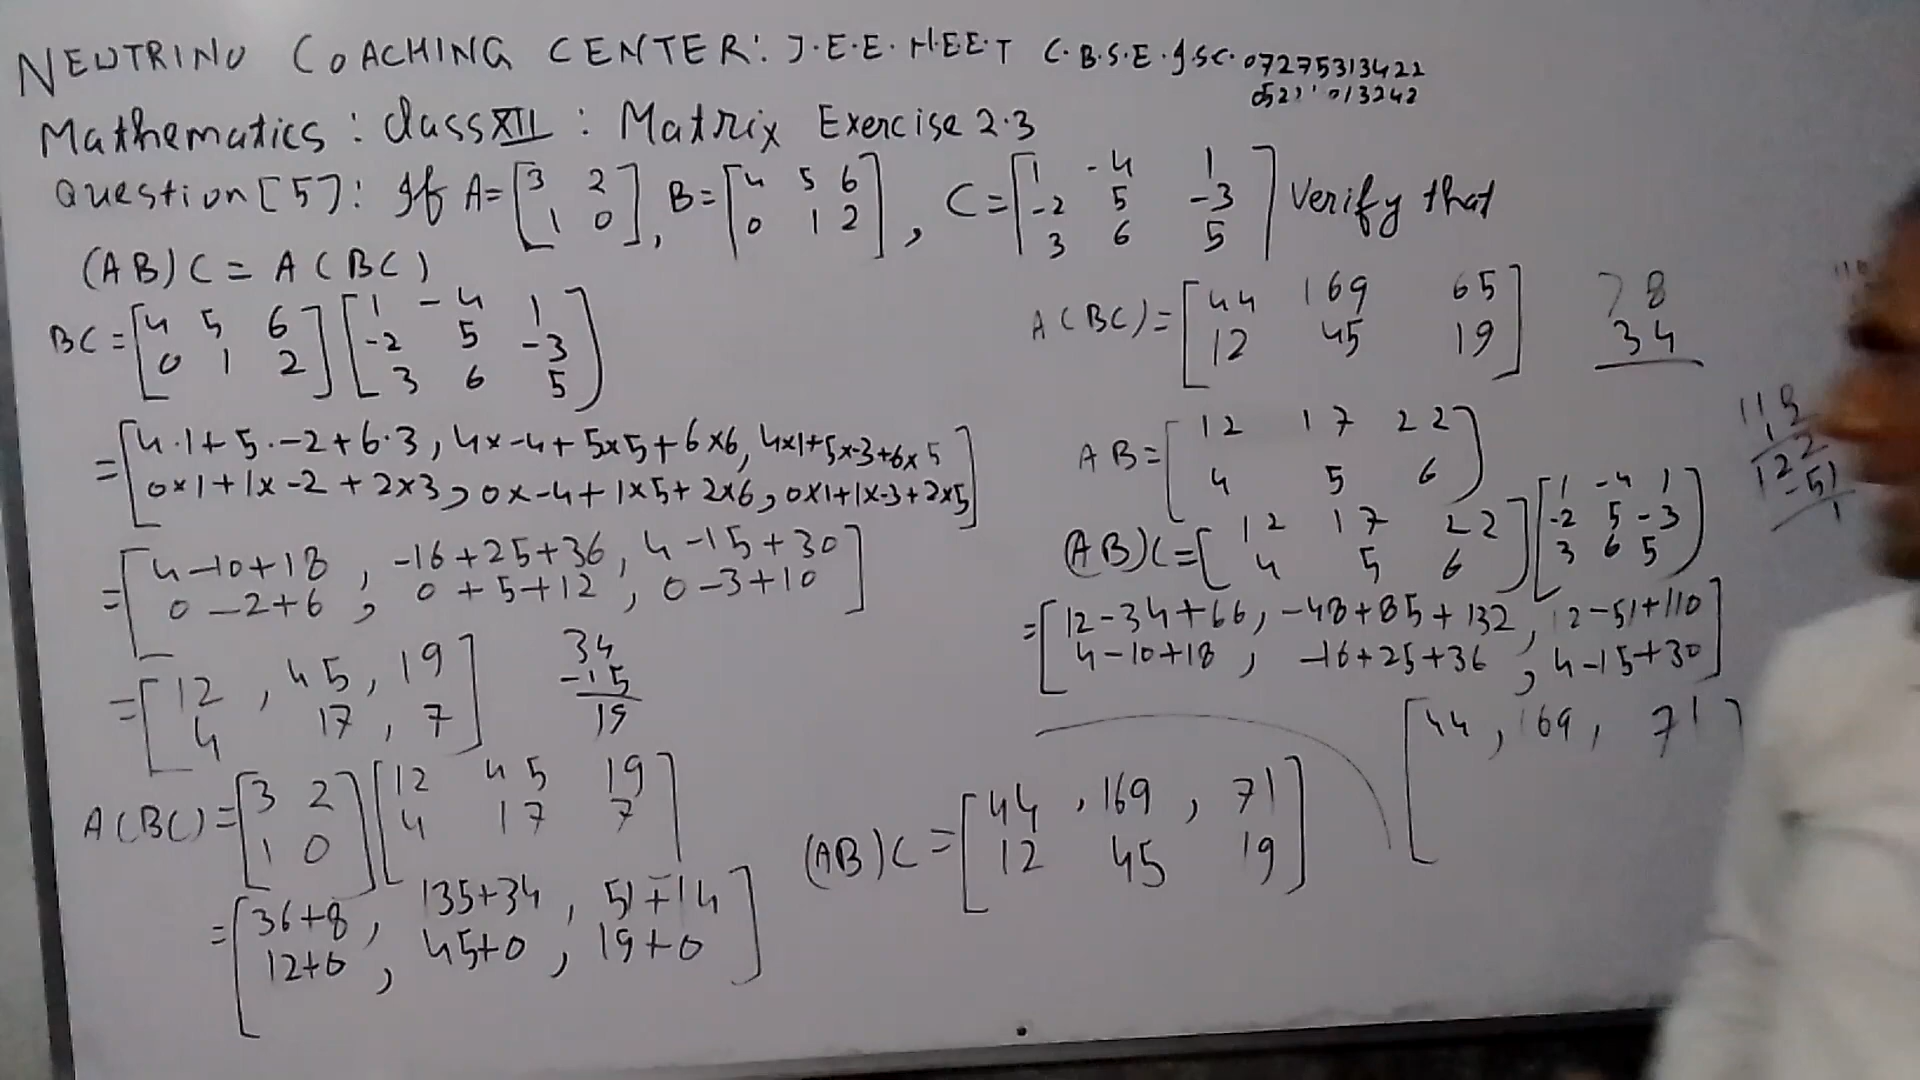 NEUTRINO COACHING CENTER: J.E.E. NEET C.B.S.E. I.SC. 07275313422
013242
Mathematics : Class XII : Matrix Exercise 2.3
Question [5]: If A = [3 2
1 0], B = [4 5 6
0 1 2], C = [1 -4 1
-2 5 -3
3 6 5] Verify that
(AB)C = A(BC)
BC = [4 5 6
0 1 2] [1 -4 1
-2 5 -3
3 6 5]
= [4.1+5.-2+6.3, 4x-4+5x5+6x6, 4x1+5x-3+6x5
0x1+1x-2+2x3, 0x-4+1x5+2x6, 0x1+1x-3+2x5]
= [4-10+18, -16+25+36, 4-15+30
0-2+6, 0+5+12, 0-3+10]
= [12, 45, 19
4 17, 7]
34
-15
19
A(BC) = [3 2
1 0] [12 45 19
4 17 7]
= [36+8, 135+34, 51+14
12+0, 45+0, 19+0]
A(BC) = [44 169 65
12 45 19]
78
34
AB = [12 17 22
4 5 6]
(AB)C = [12 17 22
4 5 6] [1 -4 1
-2 5 -3
3 6 5]
= [12-34+66, -48+85+132, 12-51+110
4-10+18, -16+25+36, 4-15+30]
[44, 169, 71]
(AB)C = [44, 169, 71
12 45 19]
122
-51
1